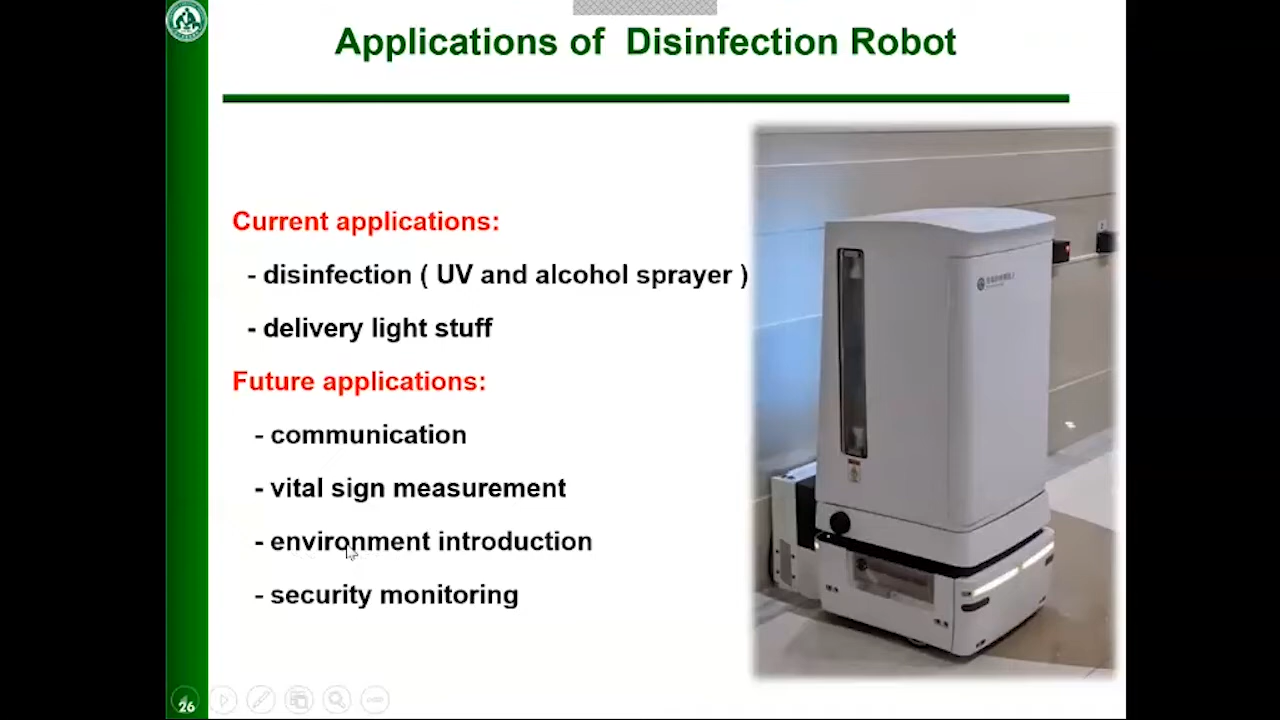 Applications of Disinfection Robot
Current applications:
- disinfection ( UV and alcohol sprayer )
- delivery light stuff
Future applications:
- communication
- vital sign measurement
- environment introduction
- security monitoring
26